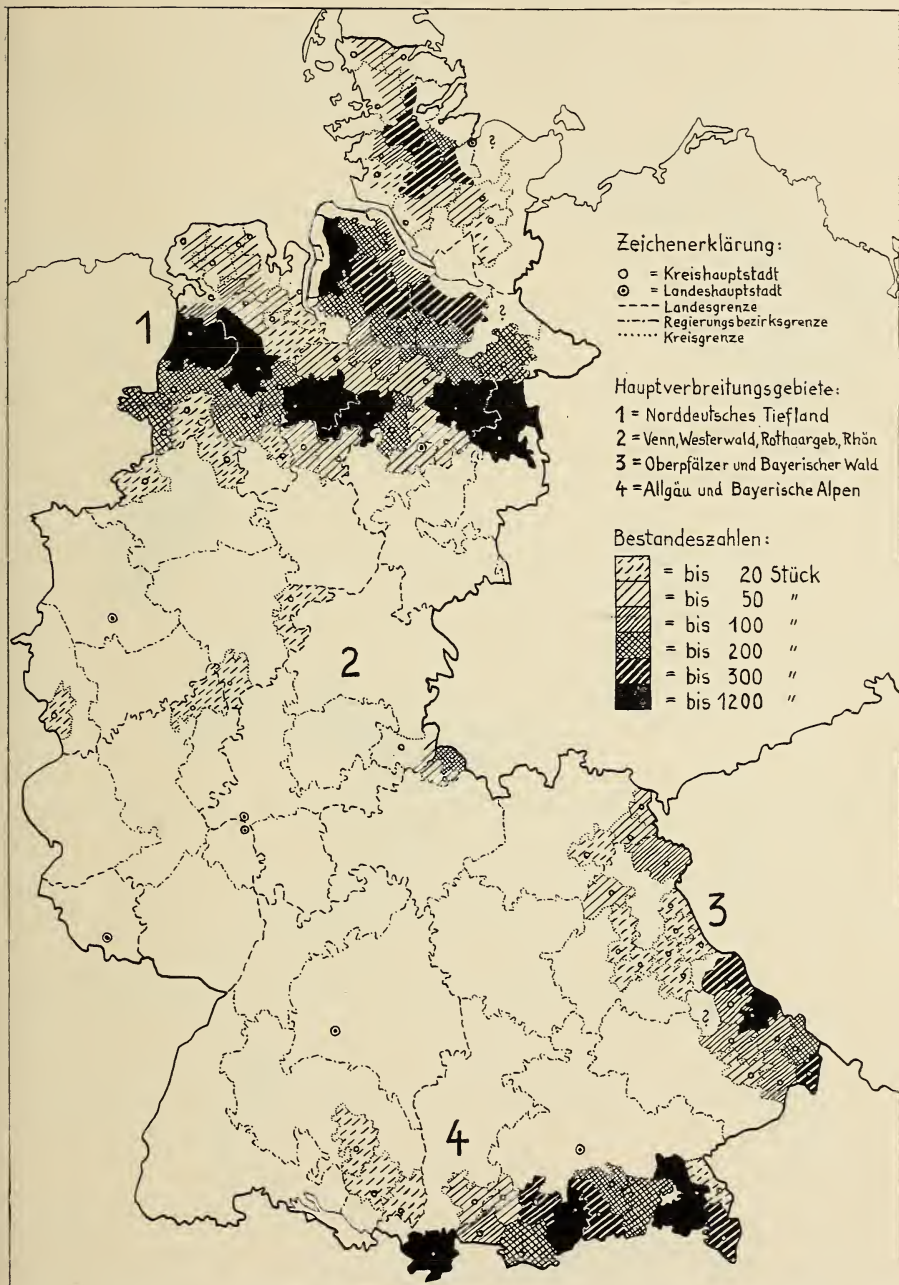 Zeichenerklärung:
= Kreishauptstadt
= Landeshauptstadt
= Landesgrenze
= Regierungsbezirksgrenze
= Kreisgrenze
Hauptverbreitungsgebiete:
1 = Norddeutsches Tiefland
2 = Venn, Westerwald, Rothaargeb., Rhön
3 = Oberpfälzer und Bayerischer Wald
4 = Allgäu und Bayerische Alpen
Bestandeszahlen:
= bis 20 Stück
= bis 50 "
= bis 100 "
= bis 200 "
= bis 300 "
= bis 1200 "
?
1
?
2
3
?
4